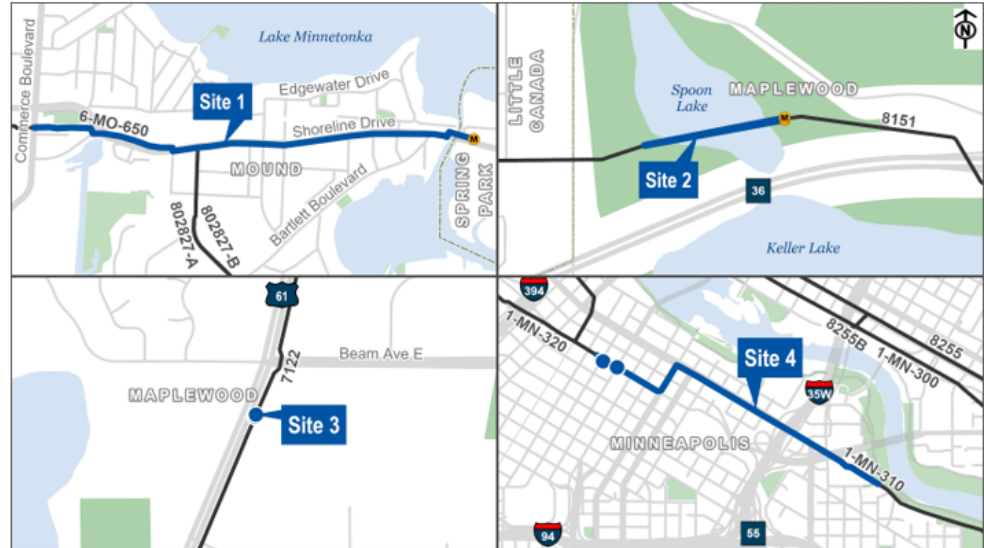 Lake Minnetonka
Commerce Boulevard
Edgewater Drive
Site 1
6-MO-650
Shoreline Drive
M
MOUND
SPRING
PARK
Bartlett Boulevard
802827-A
802827-B
N
LITTLE
CANADA
Spoon
Lake
MAPLEWOOD
M
8151
Site 2
36
Keller Lake
61
7122
Beam Ave E
MAPLEWOOD
Site 3
394
1-MN-320
8255B
8255
1-MN-300
Site 4
35W
MINNEAPOLIS
1-MN-310
94
55